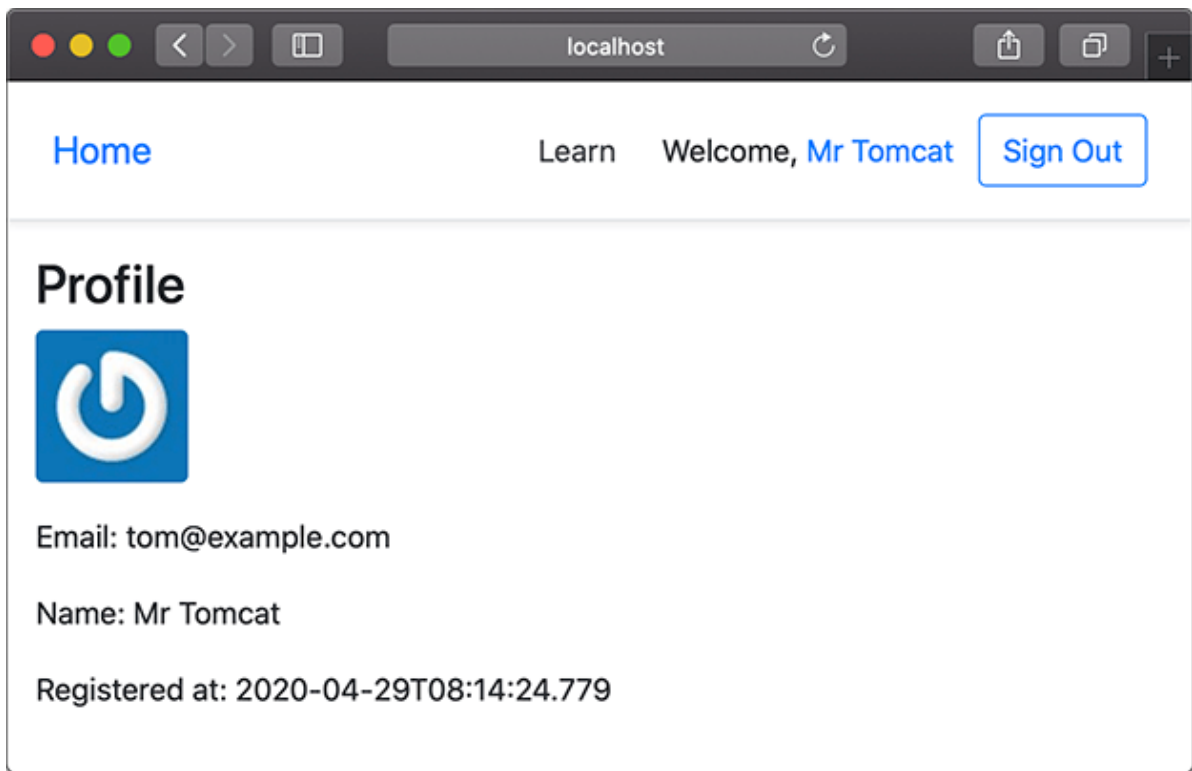 localhost
Home Learn Welcome, Mr Tomcat Sign Out
Profile
Email: tom@example.com
Name: Mr Tomcat
Registered at: 2020-04-29T08:14:24.779